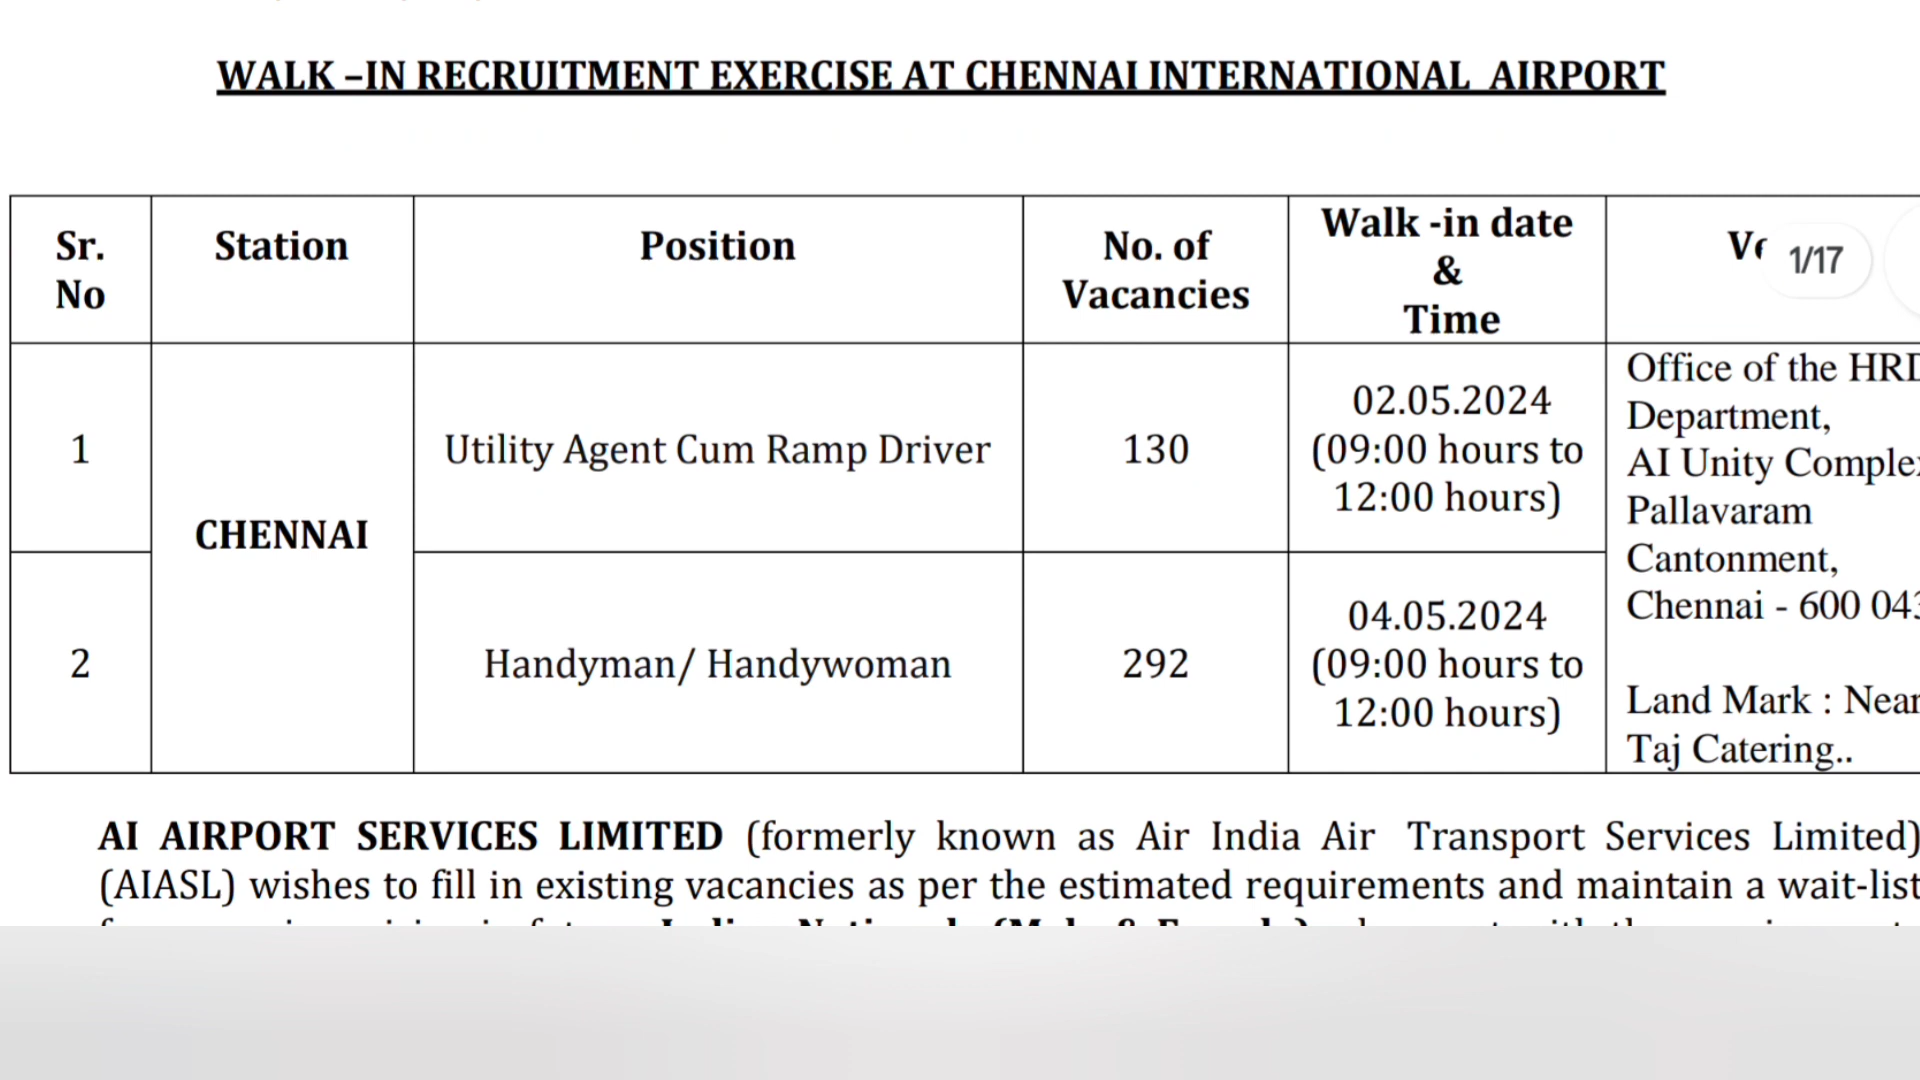 WALK –IN RECRUITMENT EXERCISE AT CHENNAI INTERNATIONAL AIRPORT
Sr.
No
Station
Position
No. of
Vacancies
Walk -in date
&
Time
1/17
1
CHENNAI
Utility Agent Cum Ramp Driver
130
02.05.2024
(09:00 hours to
12:00 hours)
Office of the
Department,
AI Unity
Pallavaram
Cantonment,
Chennai - 600
Land Mark : Near
Taj Catering..
2
Handyman/ Handywoman
292
04.05.2024
(09:00 hours to
12:00 hours)
AI AIRPORT SERVICES LIMITED (formerly known as Air India Air Transport Services Limited)
(AIASL) wishes to fill in existing vacancies as per the estimated requirements and maintain a wait-list